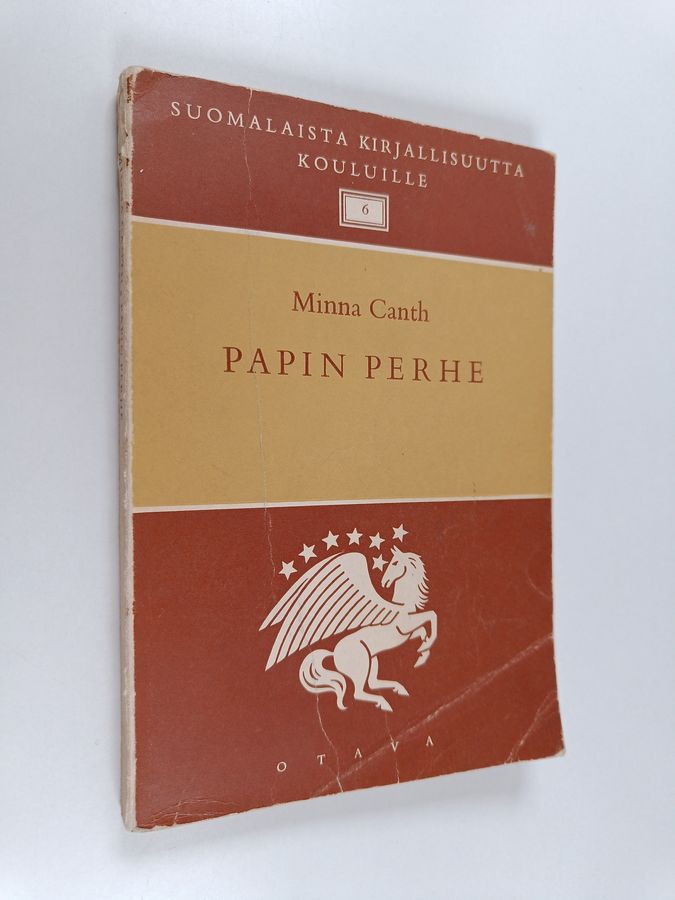 SUOMALAISTA KIRJALLISUUTTA
KOULUILLE
6
Minna Canth
PAPIN PERHE
OTAVA